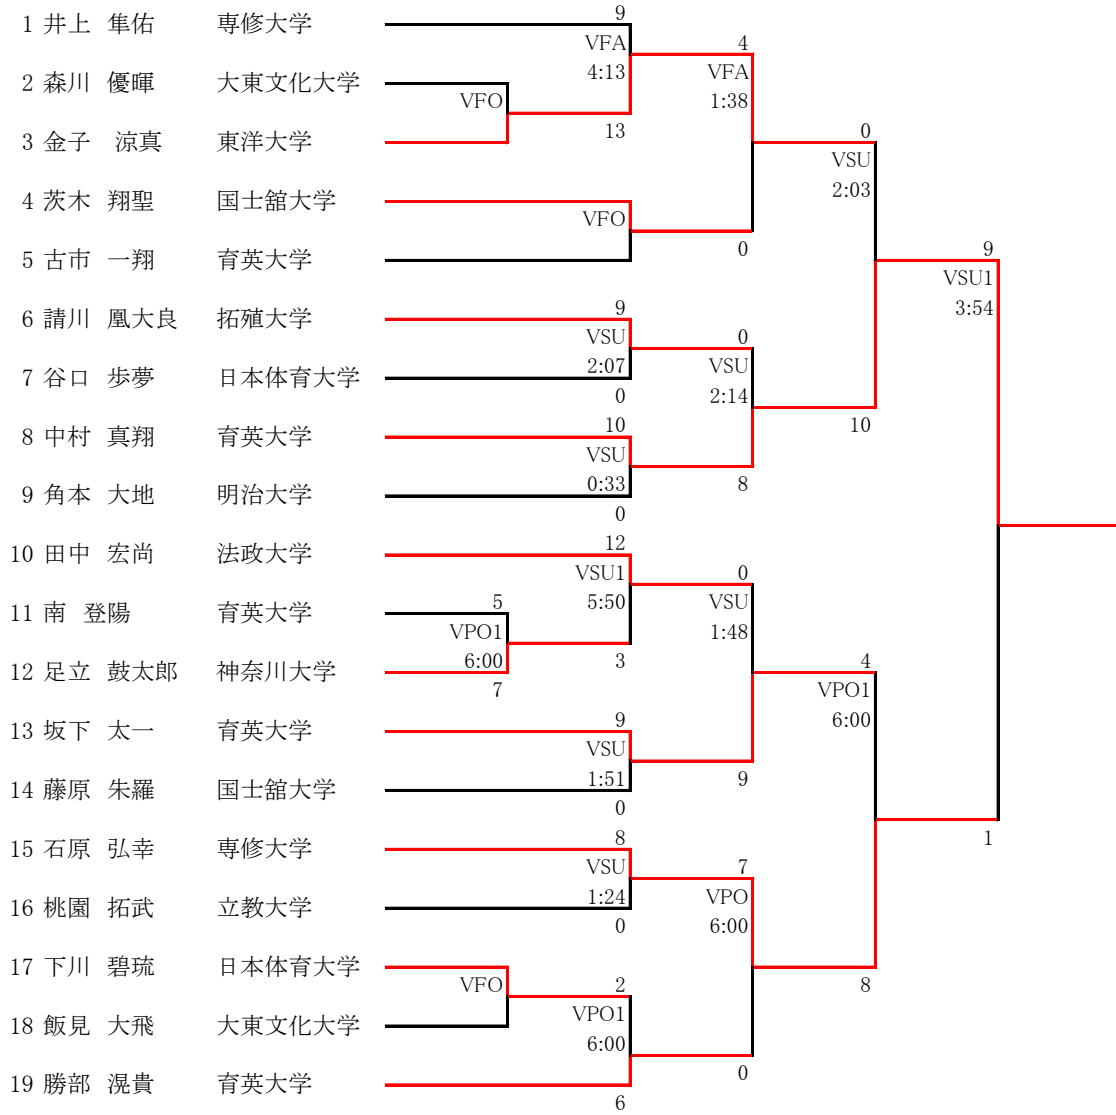 9
1 井上 隼佑 専修大学
VFA 4
4:13 VFA
2 森川 優暉 大東文化大学
VFO 1:38
13 0
3 金子 涼真 東洋大学
VSU
2:03
4 茨木 翔聖 国士舘大学
VFO
0 9
5 古市 一翔 育英大学
VSU1
9 3:54
6 請川 凰大良 拓殖大学
VSU 0
2:07 VSU
7 谷口 歩夢 日本体育大学
0 2:14
10 10
8 中村 真翔 育英大学
VSU
0:33 8
9 角本 大地 明治大学
0
12
10 田中 宏尚 法政大学
VSU1 0
5 5:50 VSU
11 南 登陽 育英大学
VPO1 1:48
6:00 3 4
12 足立 鼓太郎 神奈川大学
7 VPO1
9 6:00
13 坂下 太一 育英大学
VSU
1:51 9
14 藤原 朱羅 国士舘大学
0
8 1
15 石原 弘幸 専修大学
VSU 7
1:24 VPO
16 桃園 拓武 立教大学
0 6:00
17 下川 碧琉 日本体育大学
VFO 2 8
VPO1
18 飯見 大飛 大東文化大学
6:00
0
19 勝部 滉貴 育英大学
6